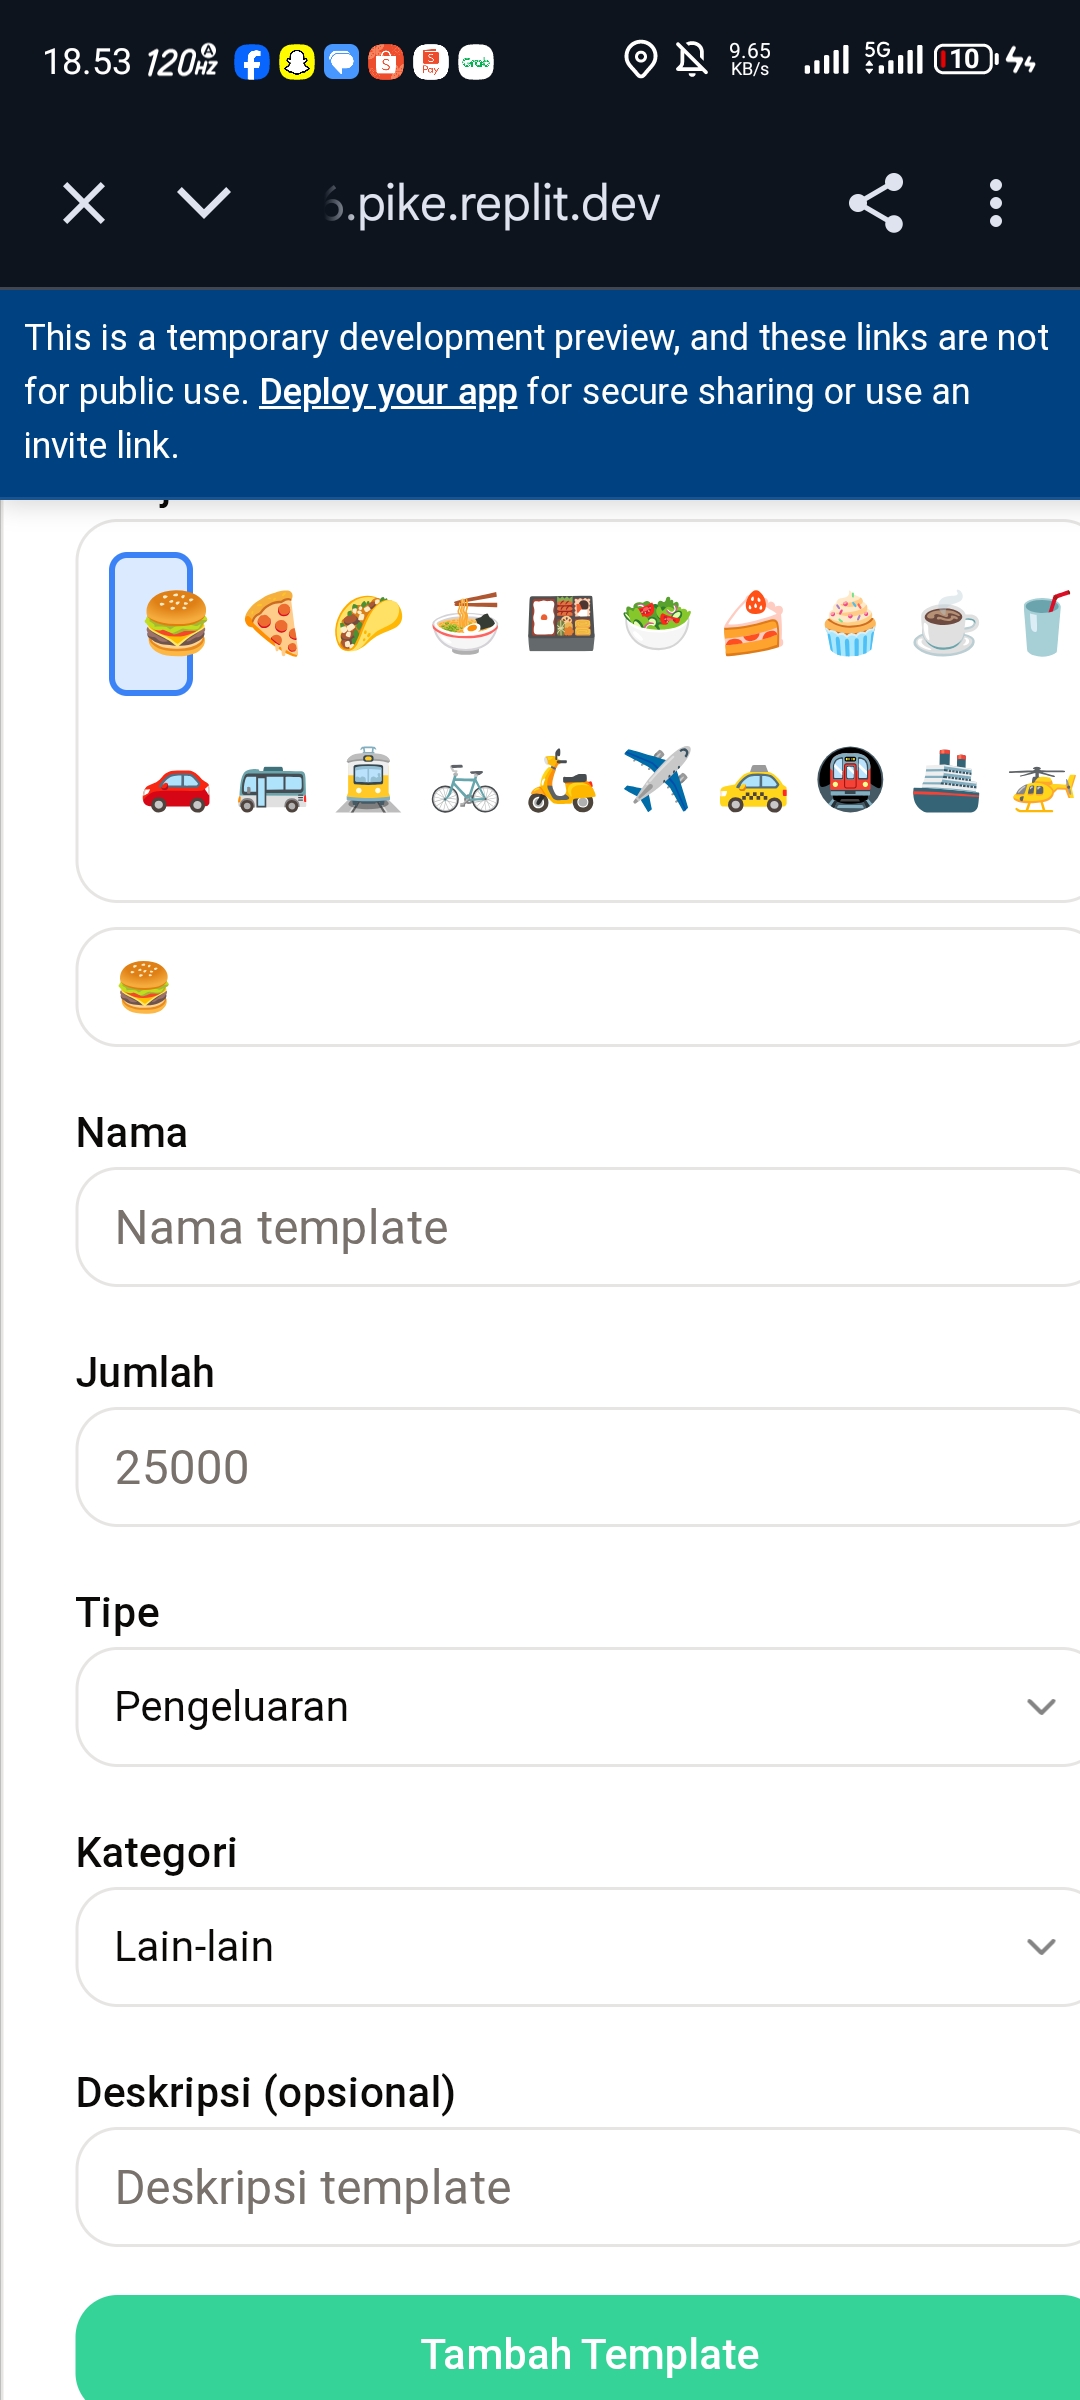 18.53 120HZ A S Pay Grab 9.65 KB/s 5G 10
.pike.replit.dev
This is a temporary development preview, and these links are not
for public use. Deploy your app for secure sharing or use an
invite link.
Nama
Nama template
Jumlah
25000
Tipe
Pengeluaran
Kategori
Lain-lain
Deskripsi (opsional)
Deskripsi template
Tambah Template